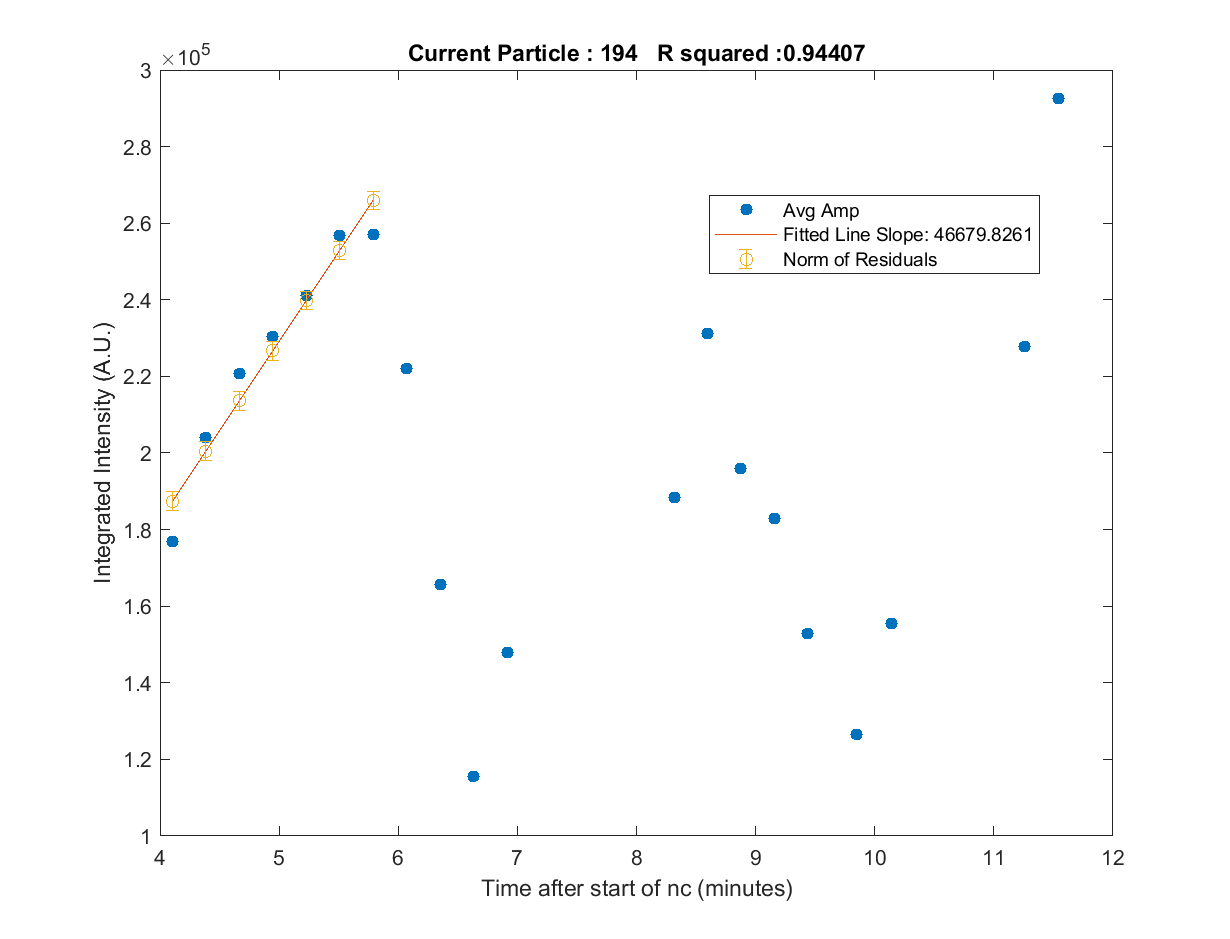 Current Particle : 194 R squared :0.94407
×10^5
3
2.8
2.6
2.4
2.2
2
1.8
1.6
1.4
1.2
1
Integrated Intensity (A.U.)
Avg Amp
Fitted Line Slope: 46679.8261
Norm of Residuals
4 5 6 7 8 9 10 11 12
Time after start of nc (minutes)